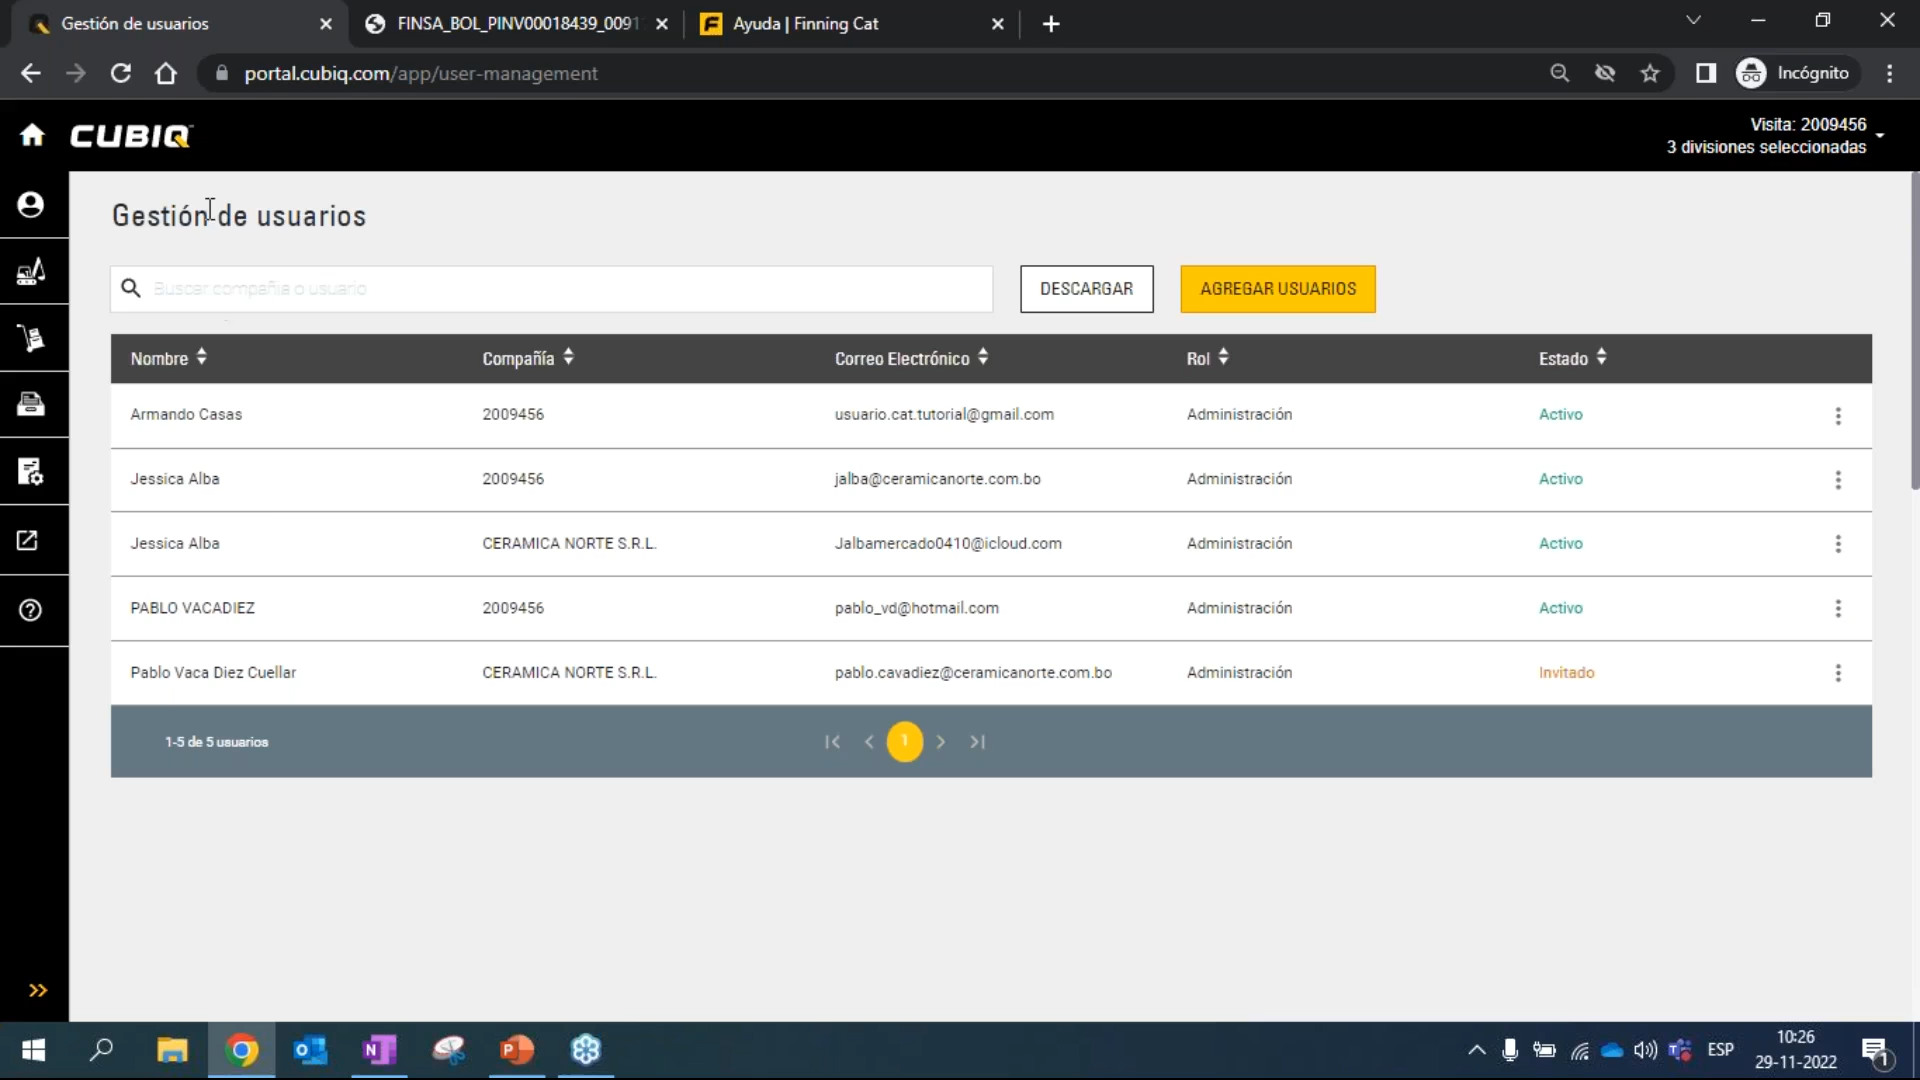 Gestión de usuarios
FINSA_BOL_PINV00018439_0091
Ayuda | Finning Cat
portal.cubiq.com/app/user-management
Incógnito
CUBIQ
Visita: 2009456
3 divisiones seleccionadas
Gestión de usuarios
Buscar compañia o usuario
DESCARGAR
AGREGAR USUARIOS
Nombre Compañía Correo Electrónico Rol Estado
Armando Casas 2009456 usuario.cat.tutorial@gmail.com Administración Activo
Jessica Alba 2009456 jalba@ceramicanorte.com.bo Administración Activo
Jessica Alba CERAMICA NORTE S.R.L. Jalbamercado0410@icloud.com Administración Activo
PABLO VACADIEZ 2009456 pablo_vd@hotmail.com Administración Activo
Pablo Vaca Diez Cuellar CERAMICA NORTE S.R.L. pablo.cavadiez@ceramicanorte.com.bo Administración Invitado
1-5 de 5 usuarios
1
ESP
10:26
29-11-2022
1